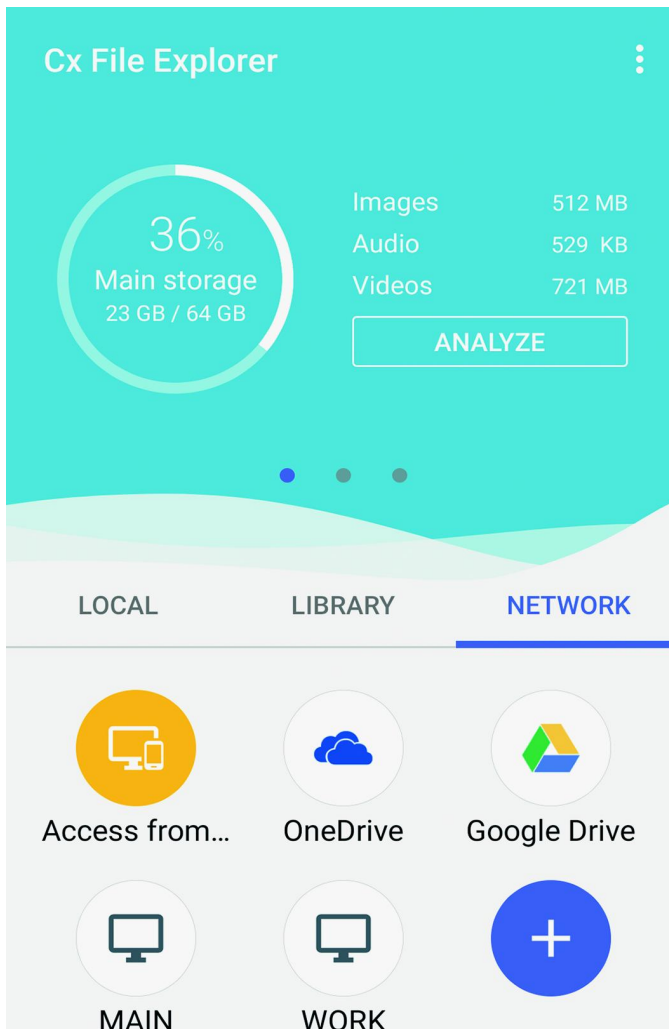 Cx File Explorer
36%
Main storage
23 GB / 64 GB
Images 512 MB
Audio 529 KB
Videos 721 MB
ANALYZE
LOCAL LIBRARY NETWORK
Access from... OneDrive Google Drive
MAIN WORK